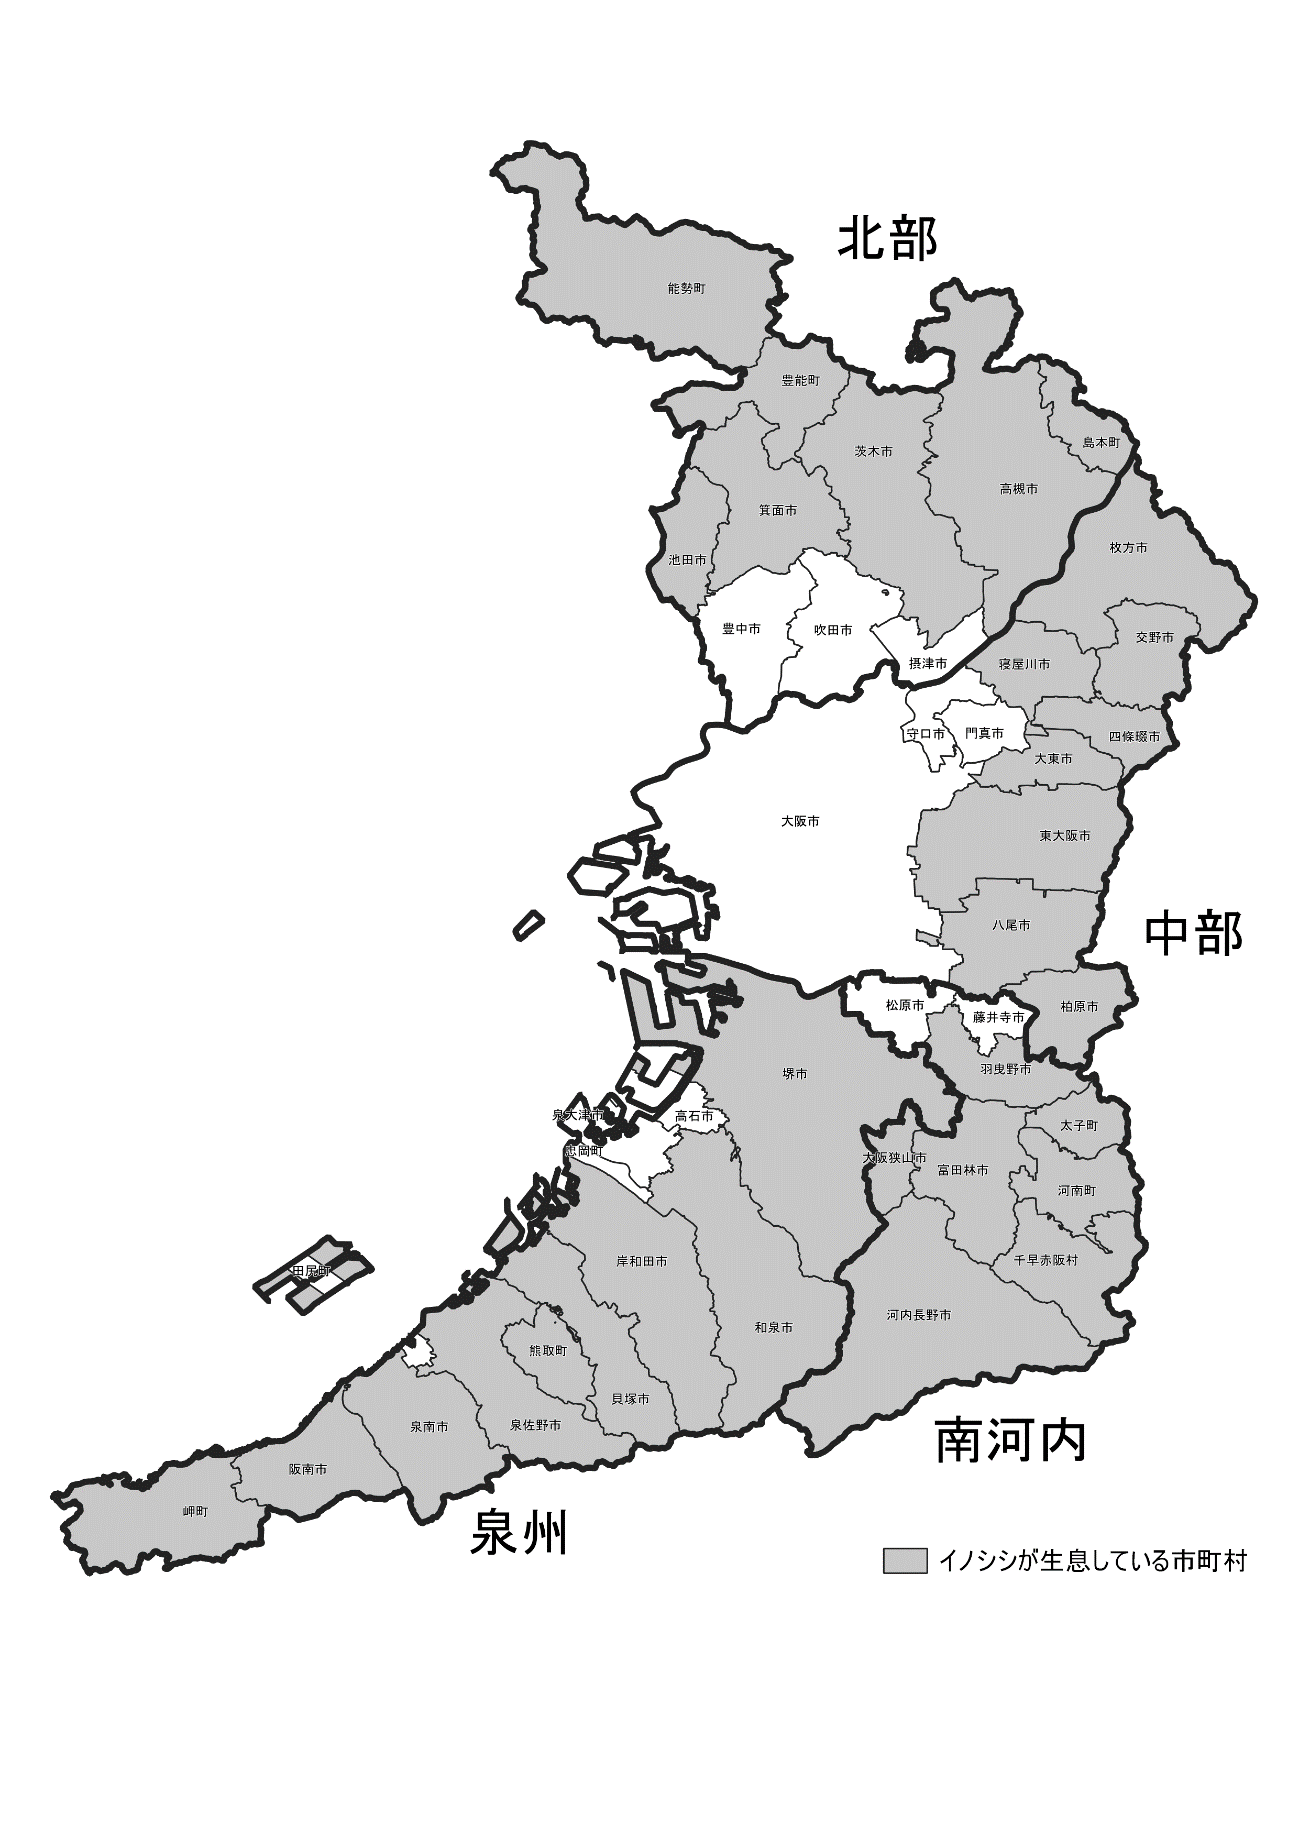 北部
能勢町
豊能町
茨木市
島本町
高槻市
箕面市
枚方市
池田市
豊中市
吹田市
交野市
摂津市
寝屋川市
守口市
門真市
四條畷市
大東市
大阪市
東大阪市
八尾市
中部
松原市
藤井寺市
柏原市
羽曳野市
堺市
泉大津市
高石市
太子町
忠岡町
大阪狭山市
富田林市
河南町
岸和田市
千早赤阪村
田尻町
河内長野市
和泉市
熊取町
貝塚市
泉南市
泉佐野市
南河内
阪南市
岬町
泉州
イノシシが生息している市町村